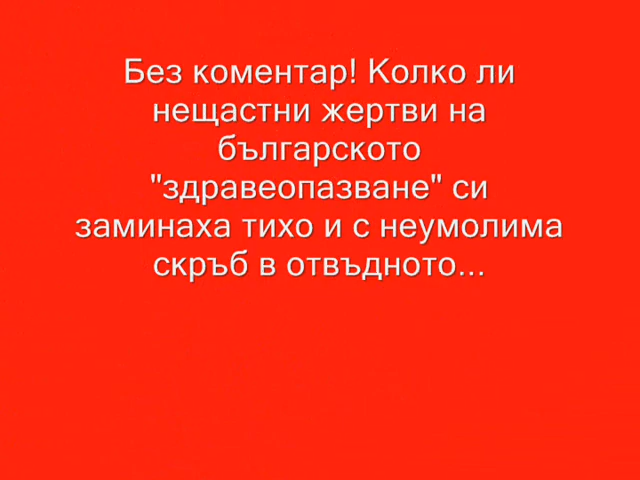 Без коментар! Колко ли
нещастни жертви на
българското
"здравеопазване" си
заминаха тихо и с неумолима
скръб в отвъдното...